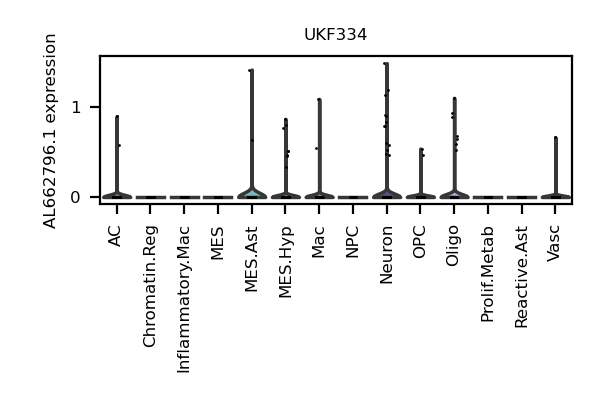 UKF334
AL662796.1 expression
1
0
AC
Chromatin.Reg
Inflammatory.Mac
MES
MES.Ast
MES.Hyp
Mac
NPC
Neuron
OPC
Oligo
Prolif.Metab
Reactive.Ast
Vasc